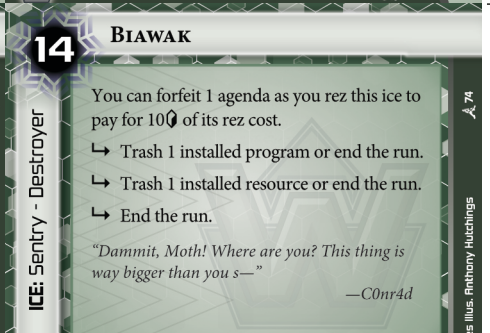 14
BIAWAK
You can forfeit 1 agenda as you rez this ice to
pay for 10 of its rez cost.
↳ Trash 1 installed program or end the run.
↳ Trash 1 installed resource or end the run.
↳ End the run.
“Dammit, Moth! Where are you? This thing is
way bigger than you s—”
—C0nr4d
ICE: Sentry - Destroyer
74
Illus. Anthony Hutchings